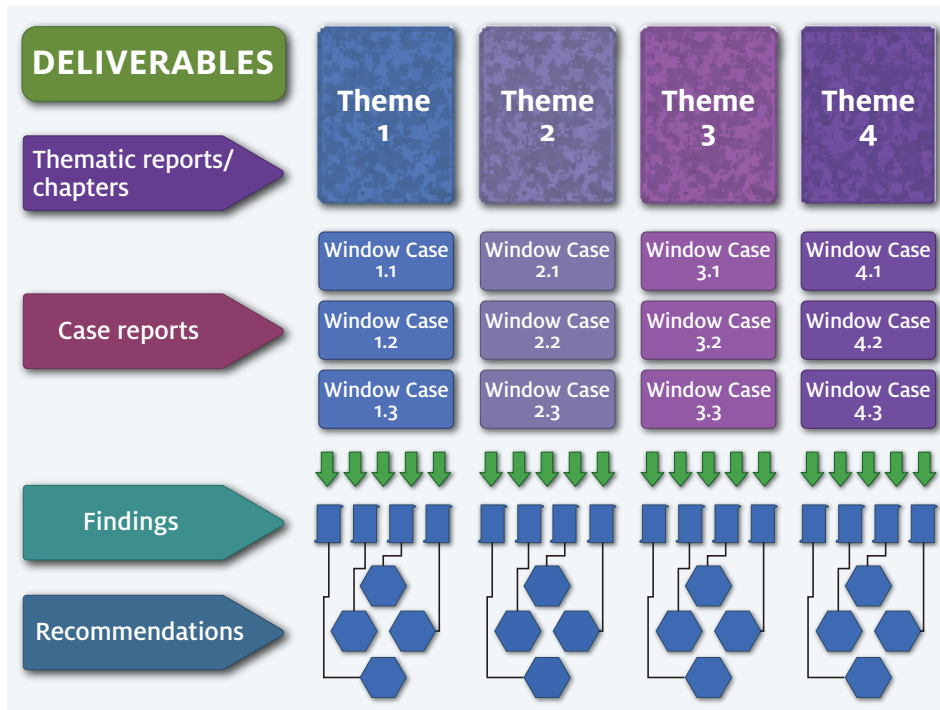 DELIVERABLES
Theme
1
Theme
2
Theme
3
Theme
4
Thematic reports/
chapters
Window Case
1.1
Window Case
2.1
Window Case
3.1
Window Case
4.1
Case reports
Window Case
1.2
Window Case
2.2
Window Case
3.2
Window Case
4.2
Window Case
1.3
Window Case
2.3
Window Case
3.3
Window Case
4.3
Findings
Recommendations